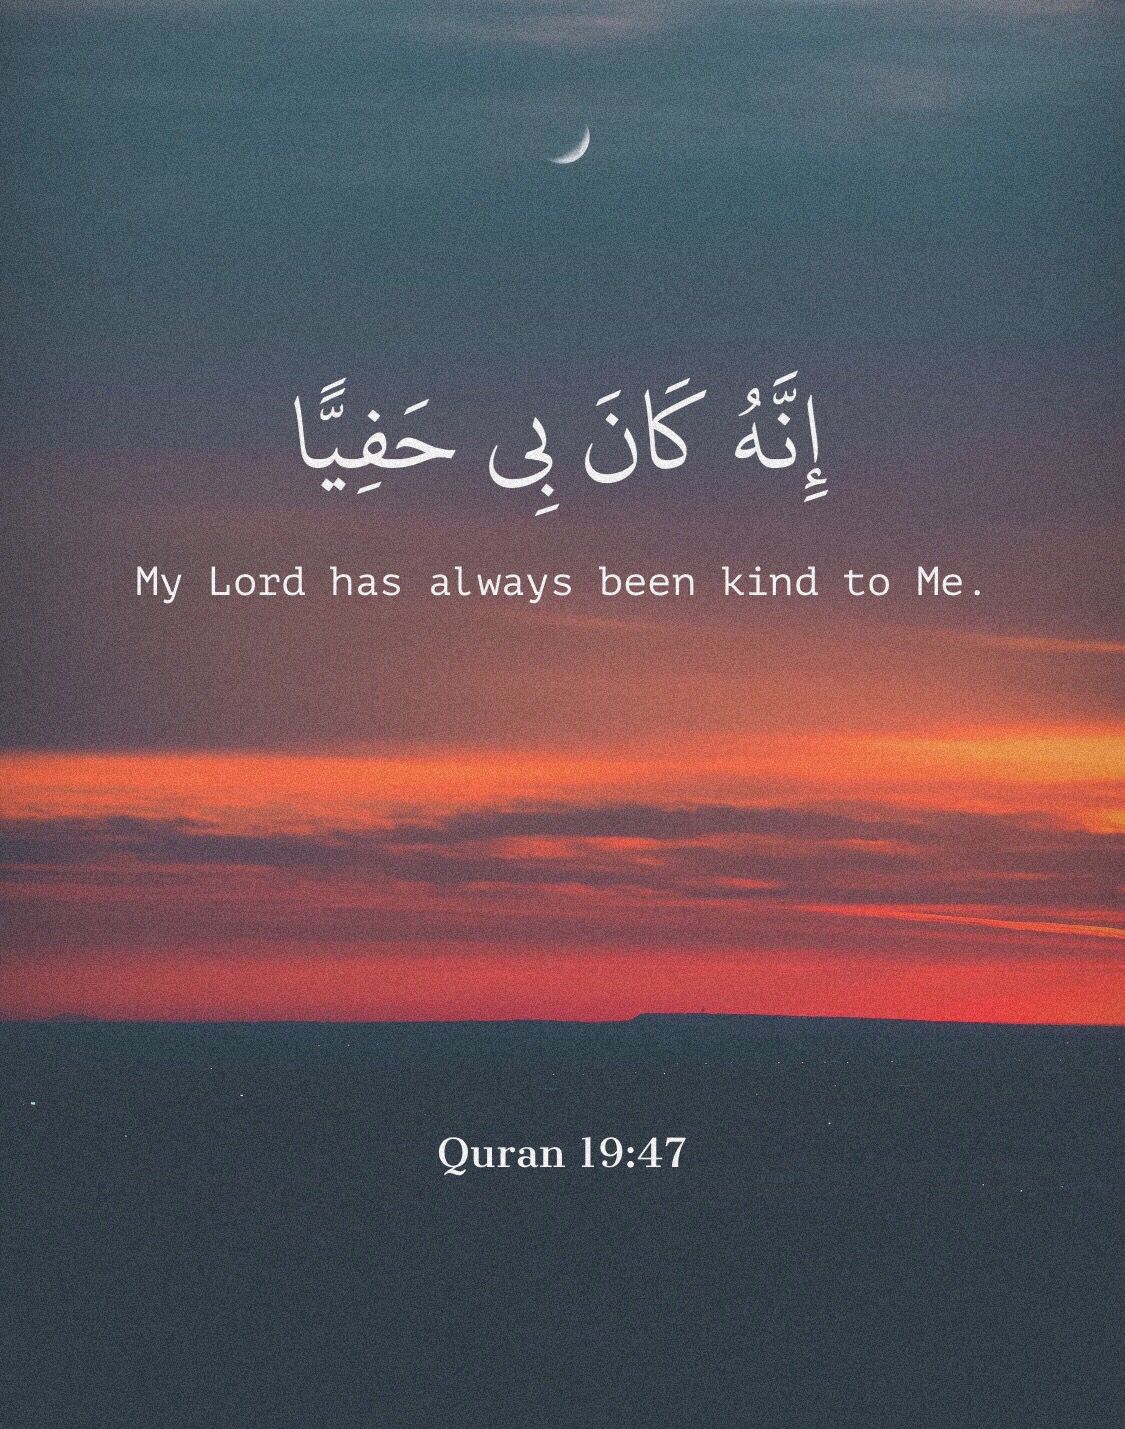 إِنَّهُ كَانَ بِي حَفِيًّا
My Lord has always been kind to Me.
Quran 19:47